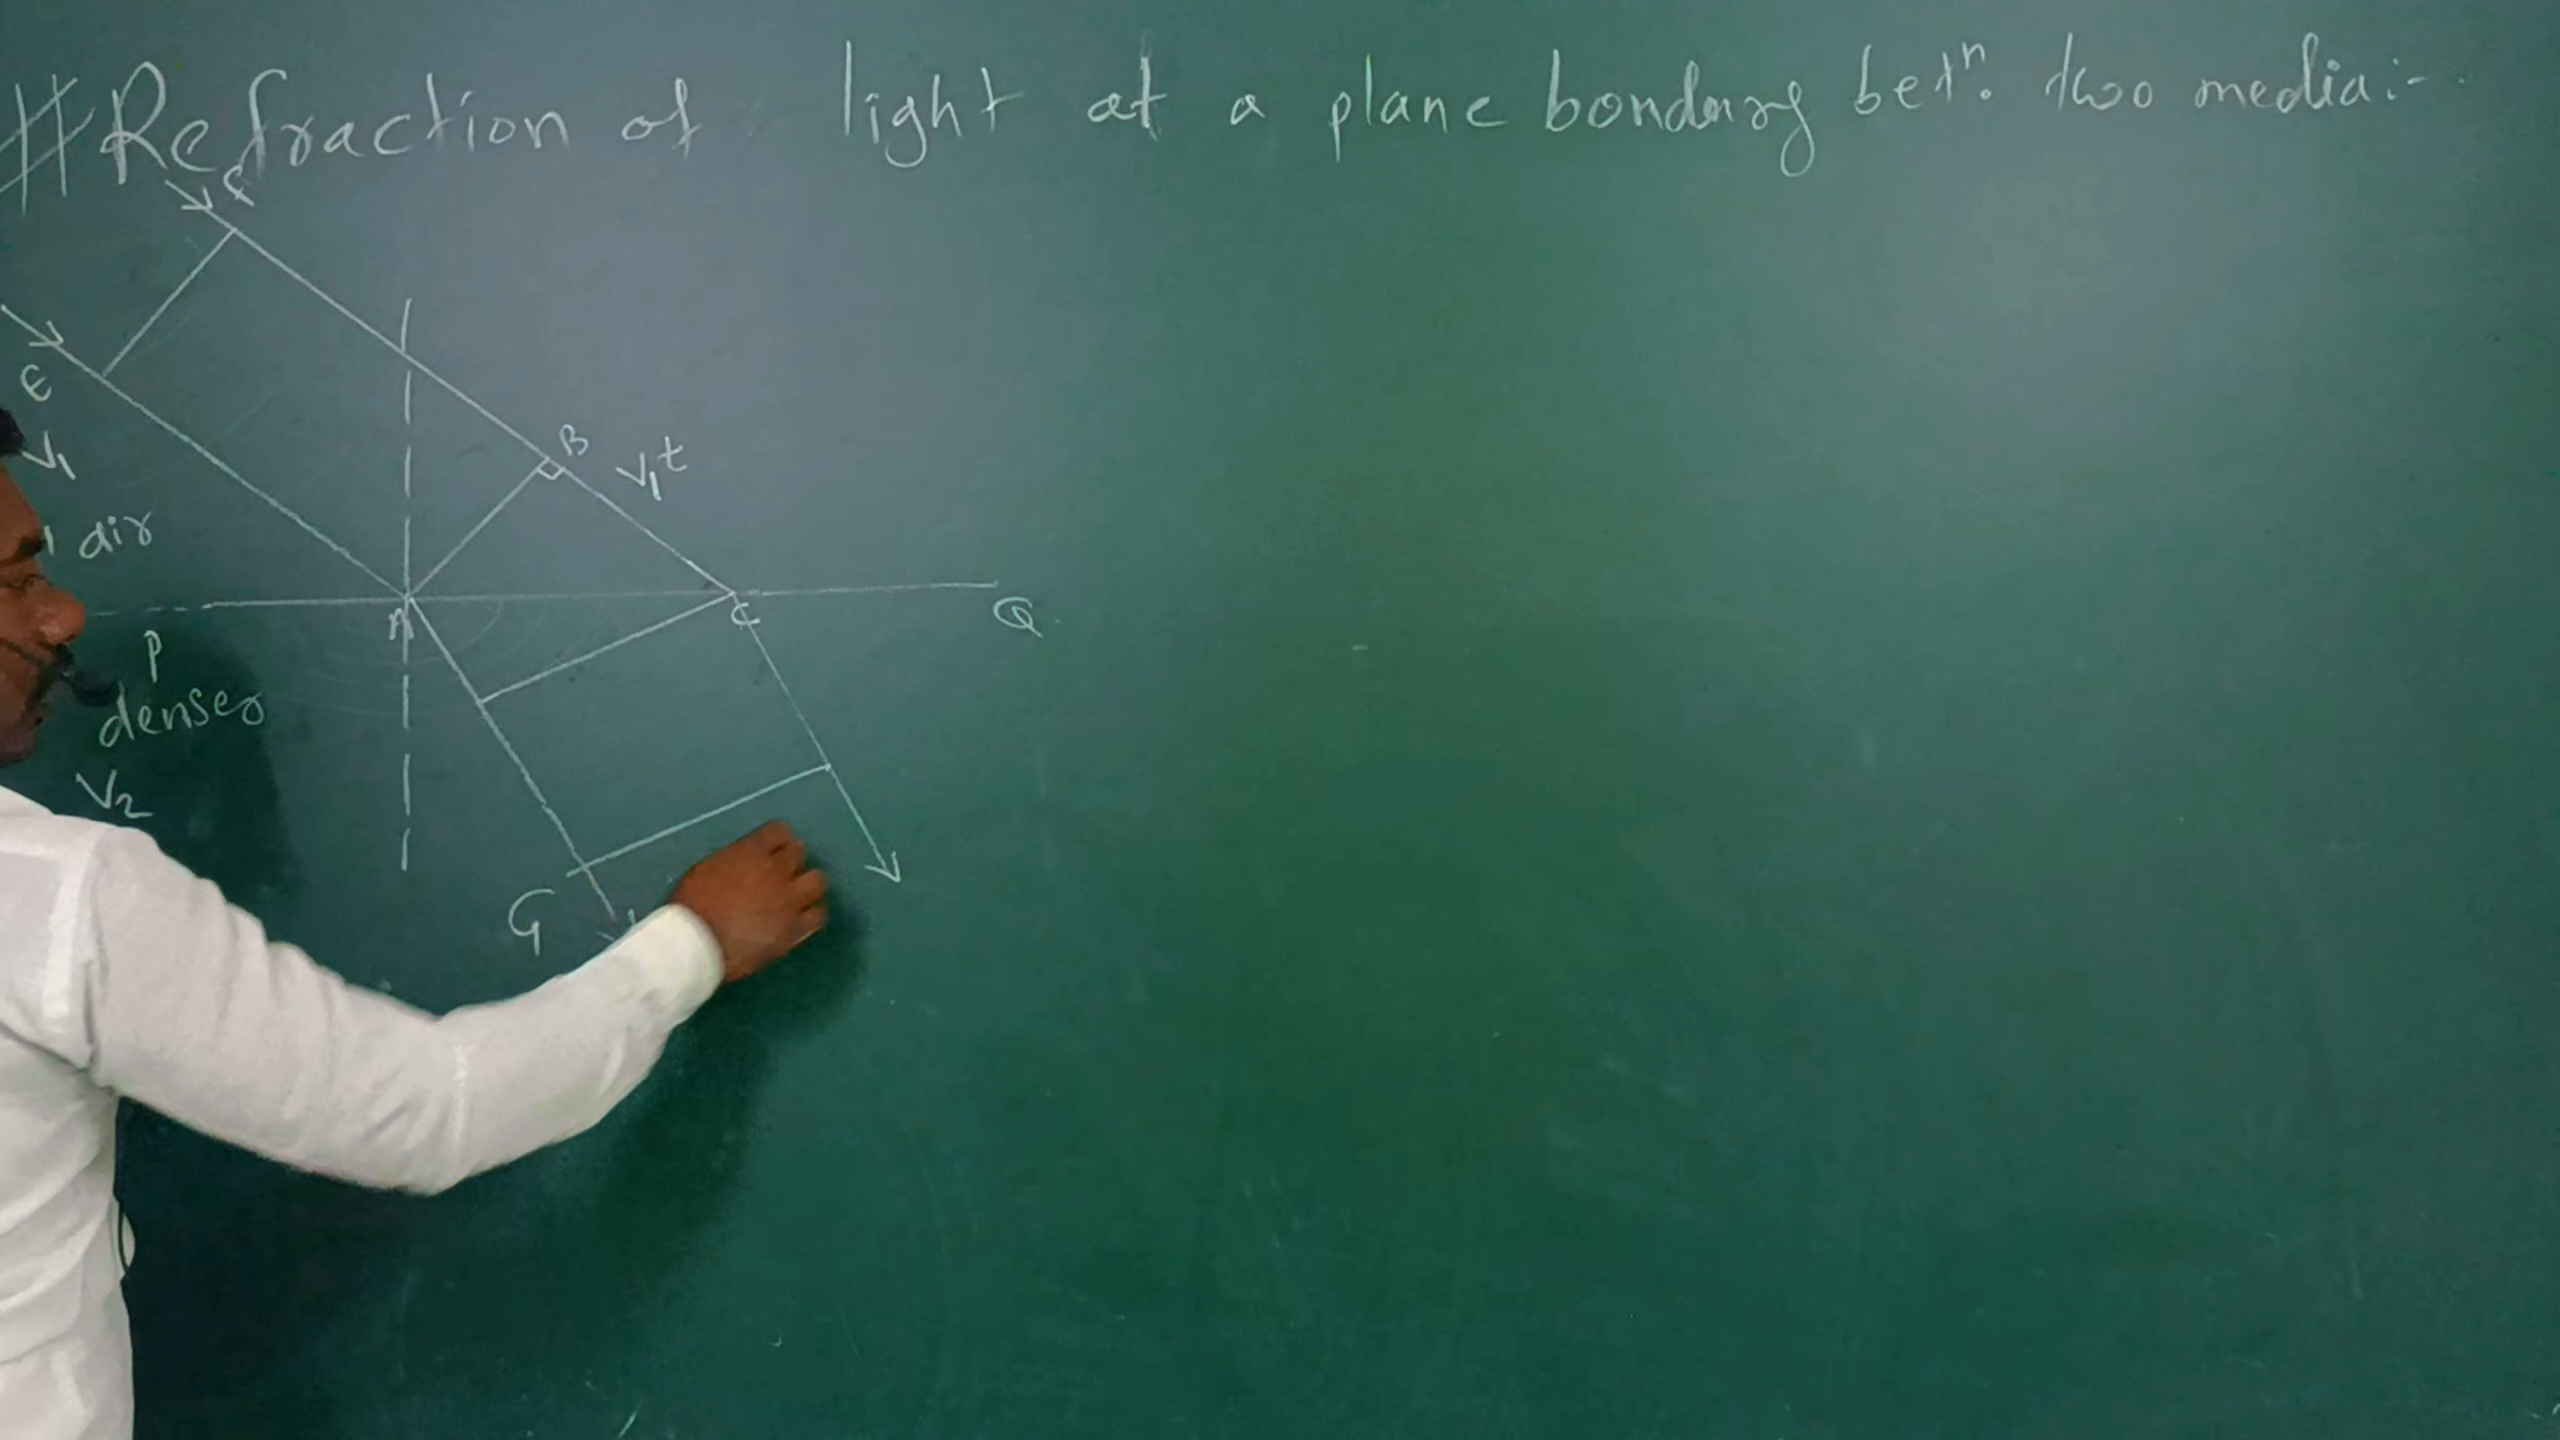 #Refraction of light at a plane bondary betⁿ. two media:-
F
E
B
V₁t
V₁
air
A
C
Q
P
denser
V₂
G